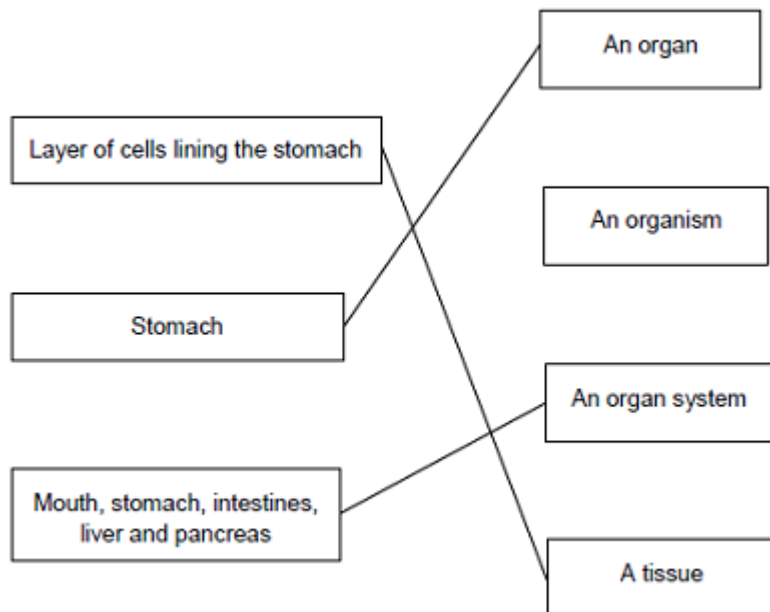 An organ
Layer of cells lining the stomach
An organism
Stomach
An organ system
Mouth, stomach, intestines,
liver and pancreas
A tissue